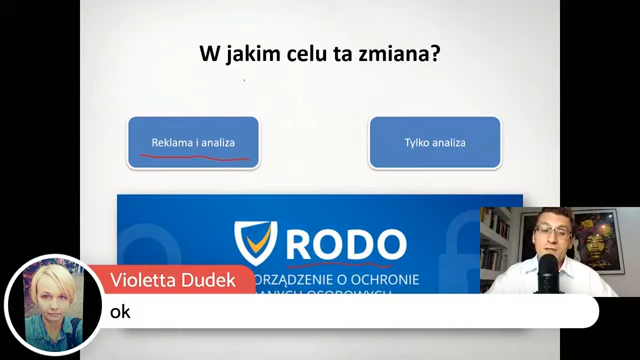 W jakim celu ta zmiana?
Reklama i analiza
Tylko analiza
RODO
ORZĄDZENIE O OCHRONIE
Violetta Dudek
ok